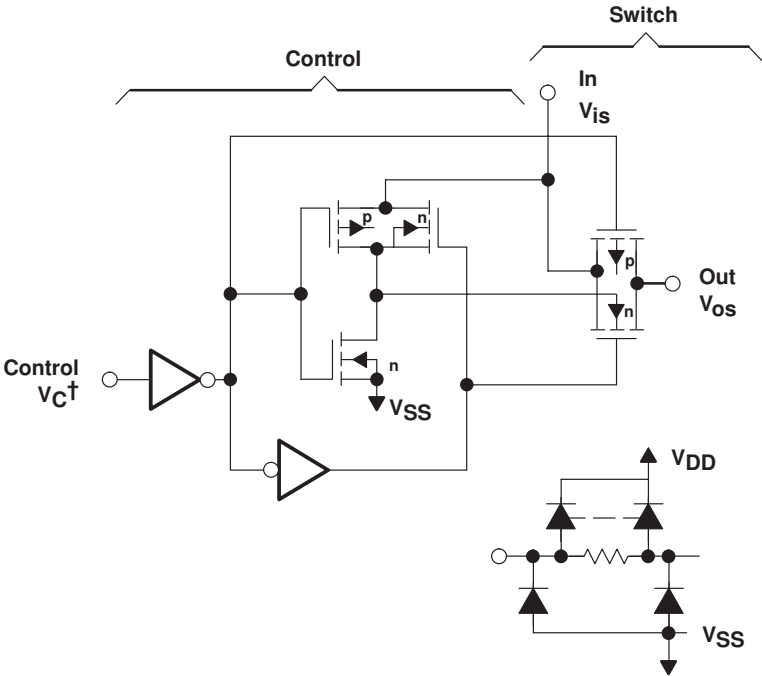 Switch
Control
In
Vis
p
n
p
Out
n
Vos
Control
n
VC†
VSS
VDD
VSS